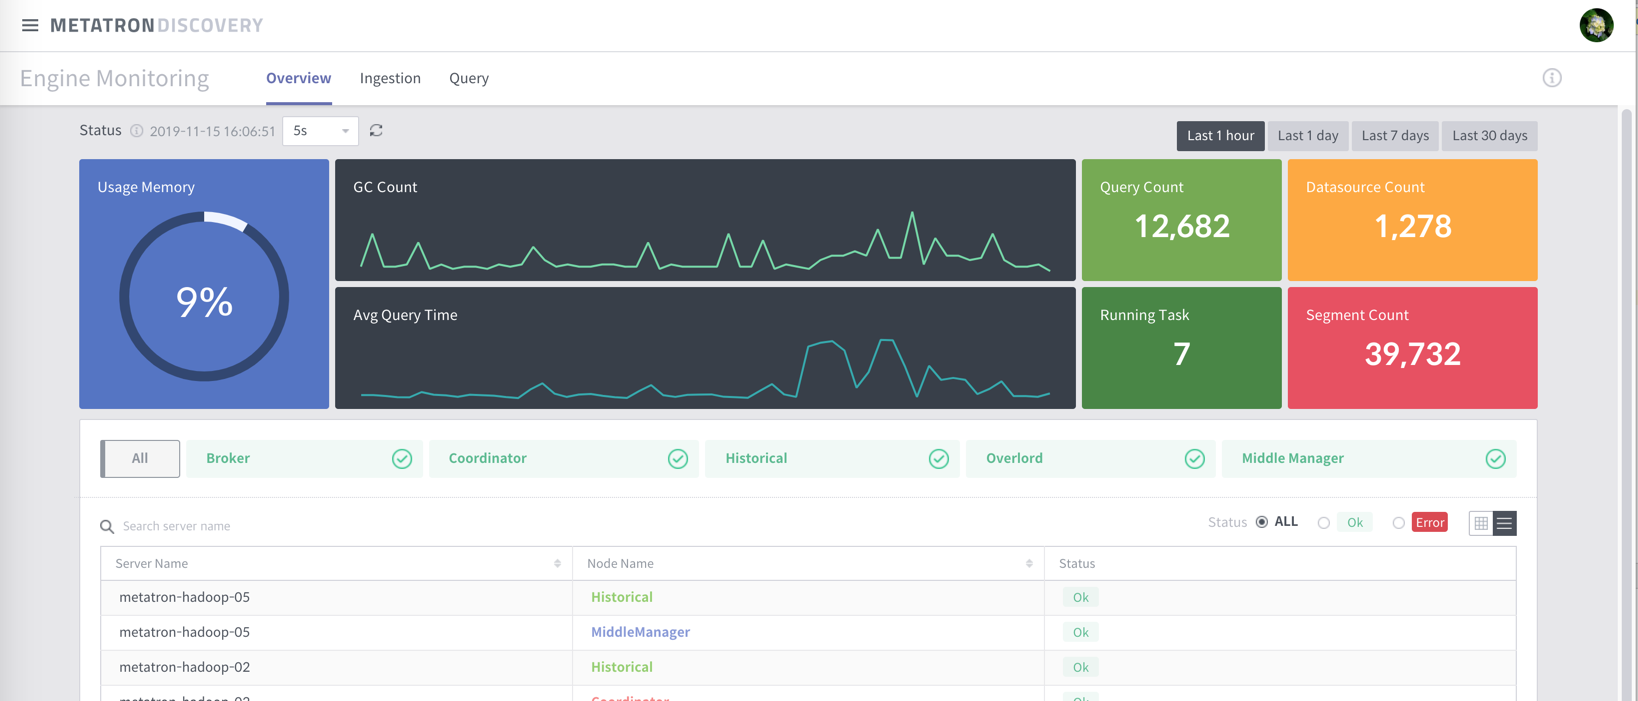 METATRON DISCOVERY
Engine Monitoring Overview Ingestion Query
Status 2019-11-15 16:06:51 5s
Last 1 hour Last 1 day Last 7 days Last 30 days
Usage Memory
9%
GC Count
Query Count
12,682
Datasource Count
1,278
Avg Query Time
Running Task
7
Segment Count
39,732
All Broker Coordinator Historical Overlord Middle Manager
Search server name
Status ALL Ok Error
Server Name Node Name Status
metatron-hadoop-05 Historical Ok
metatron-hadoop-05 MiddleManager Ok
metatron-hadoop-02 Historical Ok
Coordinator Ok